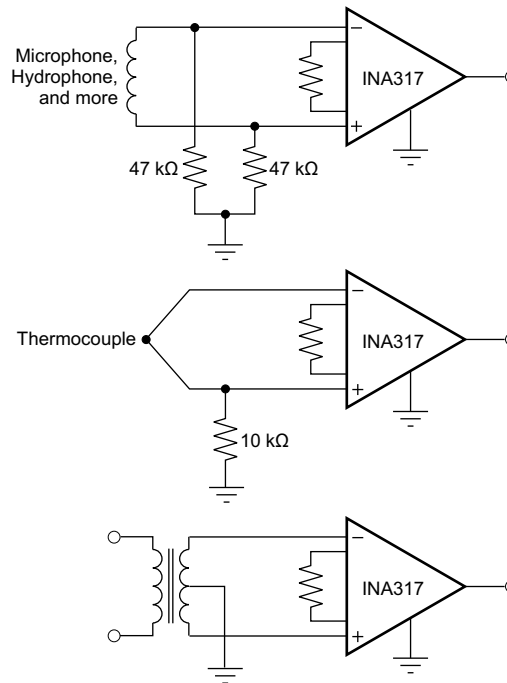 Microphone,
Hydrophone,
and more
−
INA317
+
47 kΩ
47 kΩ
Thermocouple
−
INA317
+
10 kΩ
−
INA317
+